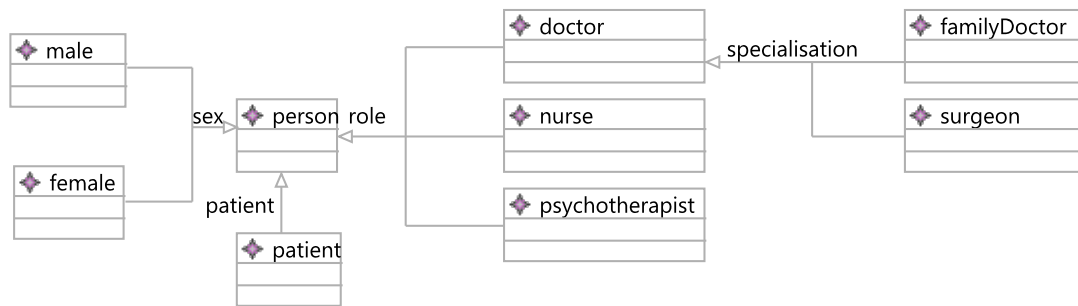 doctor
familyDoctor
specialisation
male
sex
person
role
nurse
surgeon
female
patient
psychotherapist
patient